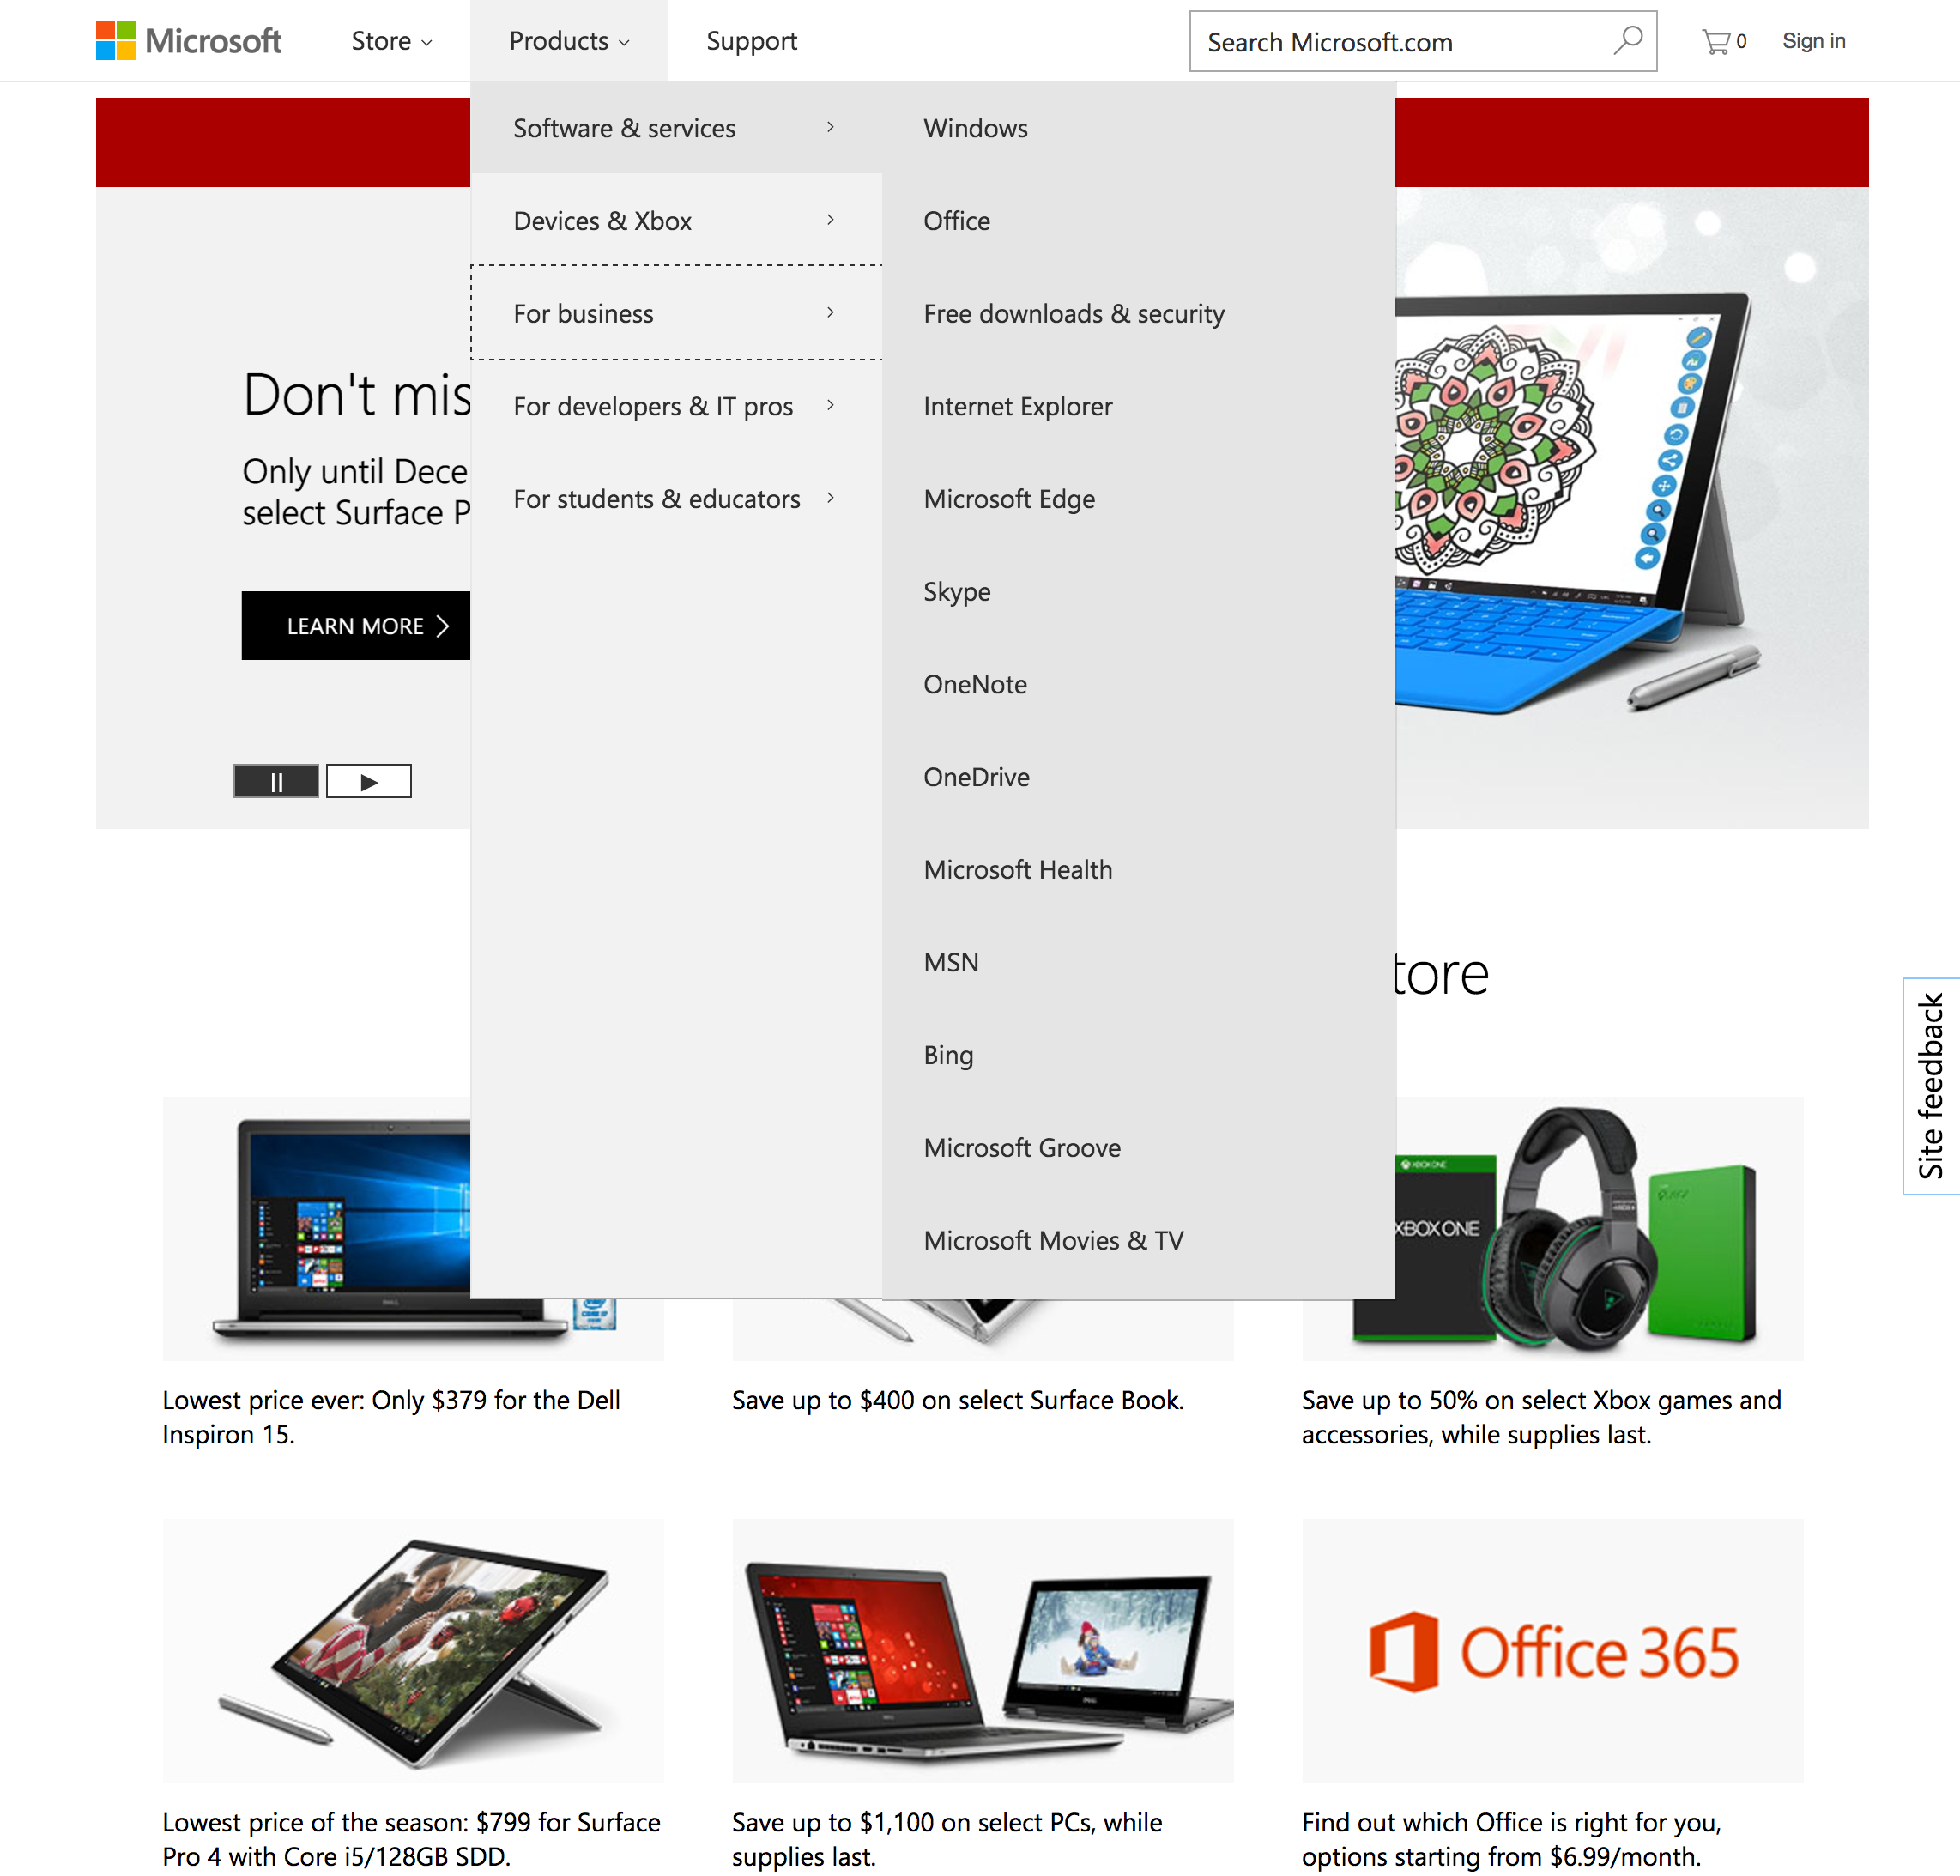 Microsoft
Store
Products
Support
Search Microsoft.com
0
Sign in
Software & services
Devices & Xbox
For business
For developers & IT pros
For students & educators
Windows
Office
Free downloads & security
Internet Explorer
Microsoft Edge
Skype
OneNote
OneDrive
Microsoft Health
MSN
Bing
Microsoft Groove
Microsoft Movies & TV
Don't mis
Only until Dece
select Surface P
LEARN MORE
tore
Site feedback
XBOX ONE
XBOX ONE
Lowest price ever: Only $379 for the Dell
Inspiron 15.
Save up to $400 on select Surface Book.
Save up to 50% on select Xbox games and
accessories, while supplies last.
Office 365
Lowest price of the season: $799 for Surface
Pro 4 with Core i5/128GB SDD.
Save up to $1,100 on select PCs, while
supplies last.
Find out which Office is right for you,
options starting from $6.99/month.